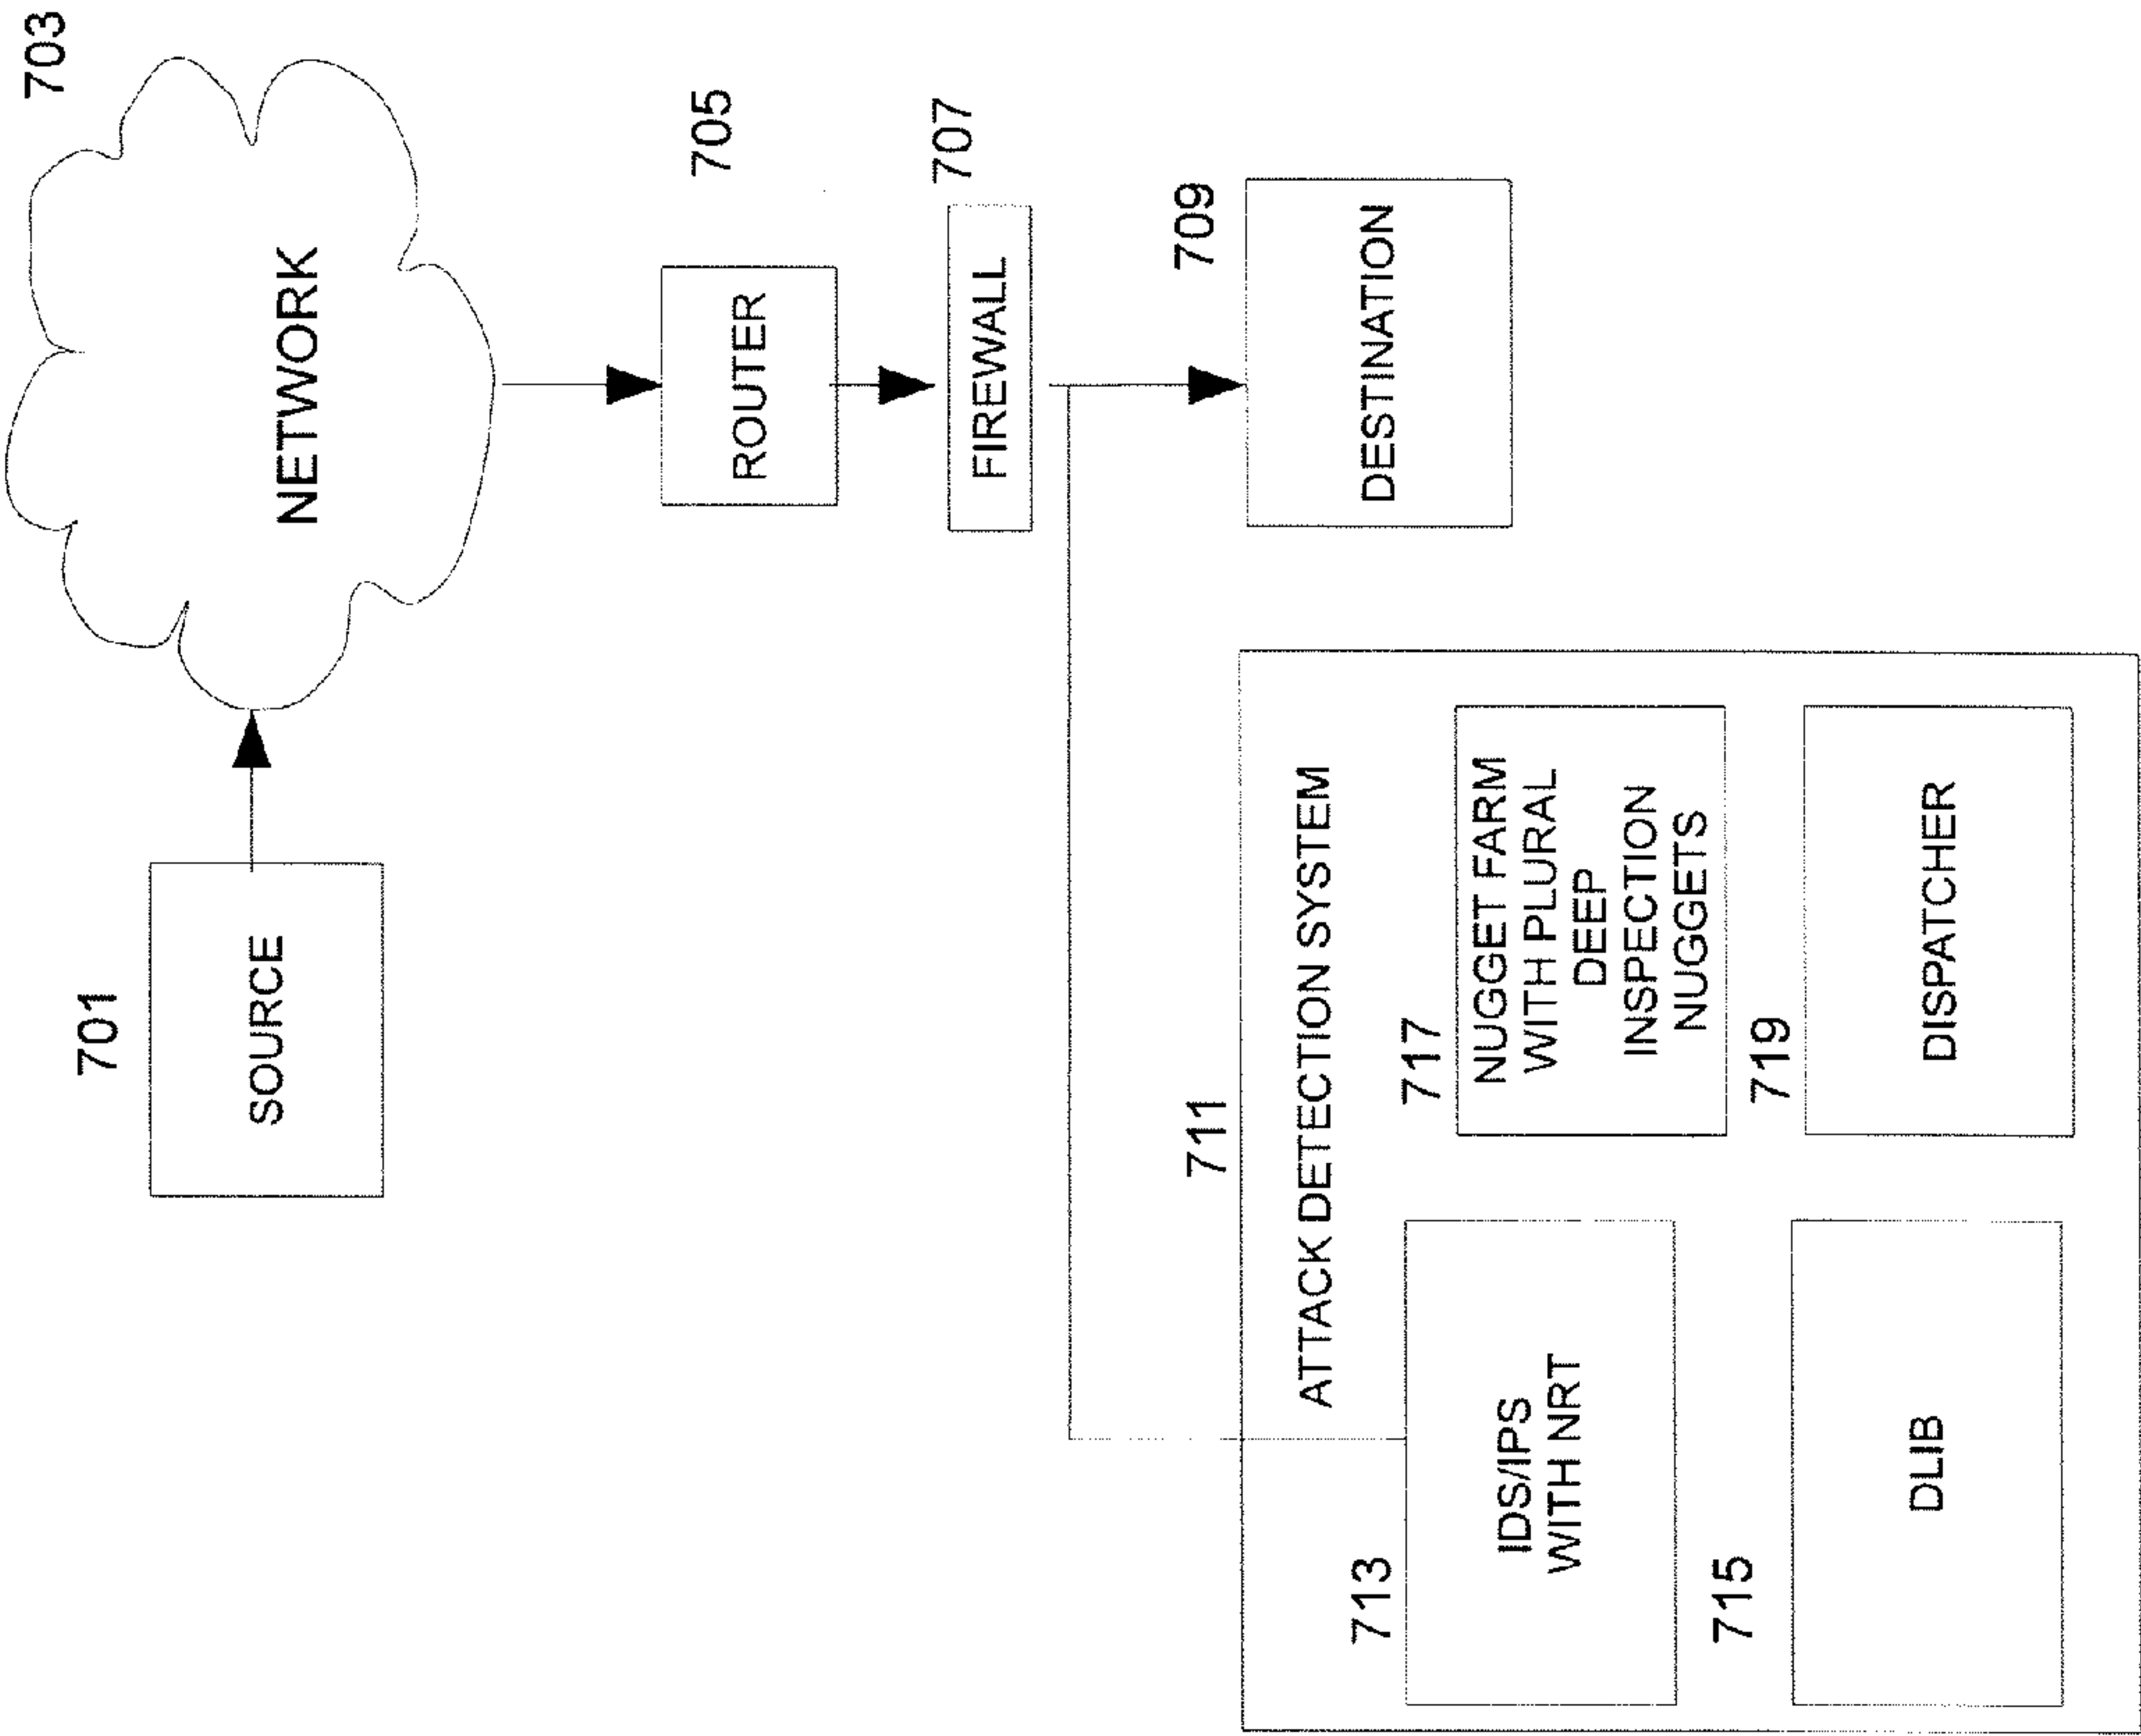 701
SOURCE
703
NETWORK
705
ROUTER
707
FIREWALL
709
DESTINATION
711
ATTACK DETECTION SYSTEM
713
IDS/IPS
WITH NRT
715
DLIB
717
NUGGET FARM
WITH PLURAL
DEEP
INSPECTION
NUGGETS
719
DISPATCHER